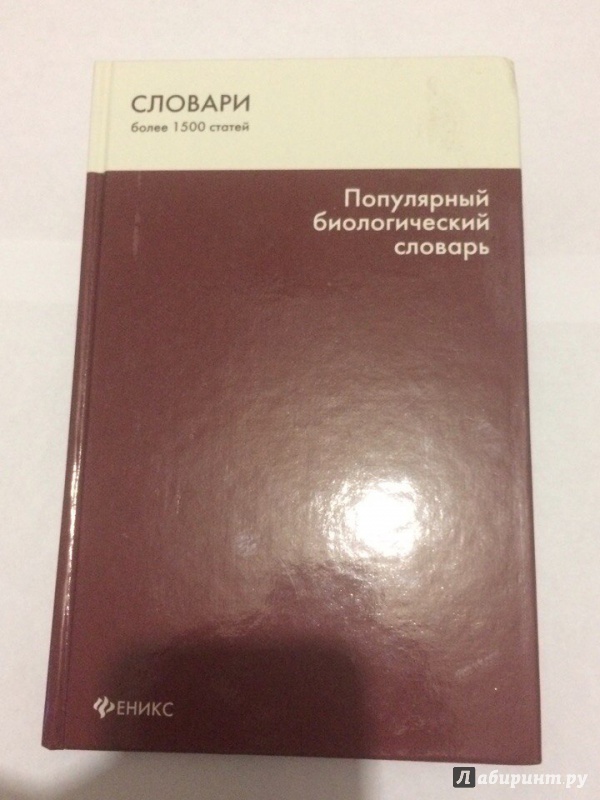 СЛОВАРИ
более 1500 статей
Популярный
биологический
словарь
ФЕНИКС
Лабиринт.ру